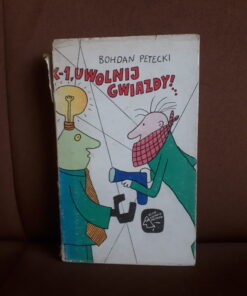 BOHDAN PETECKI
X-1, UWOLNIJ
GWIAZDY!